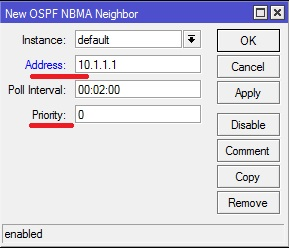 New OSPF NBMA Neighbor
Instance: default
OK
Address: 10.1.1.1
Cancel
Poll Interval: 00:02:00
Apply
Priority: 0
Disable
Comment
Copy
Remove
enabled